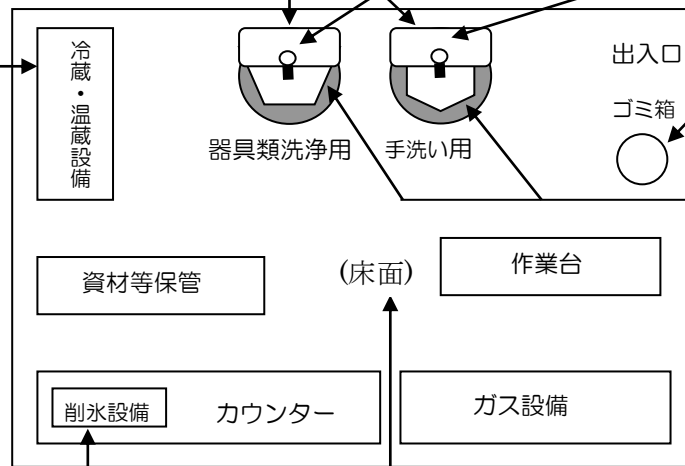 冷蔵・温蔵設備
出入口
ゴミ箱
器具類洗浄用
手洗い用
(床面)
作業台
資材等保管
削氷設備
カウンター
ガス設備